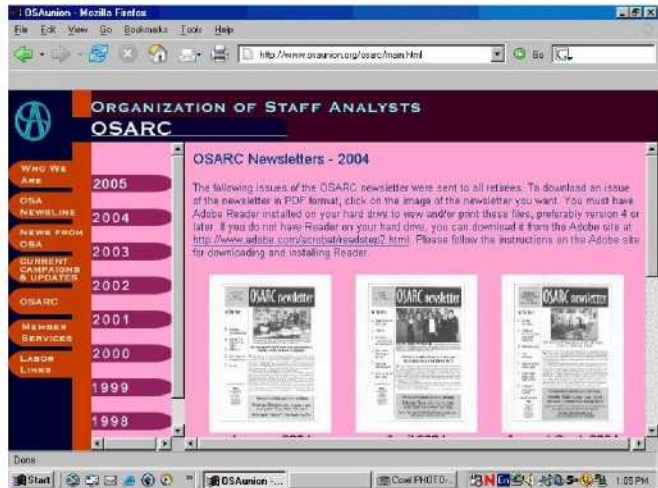 OSAunion - Mozilla Firefox
File Edit View Go Bookmarks Tools Help
http://www.osaunion.org/osarc/main.html
Go
ORGANIZATION OF STAFF ANALYSTS
OSARC
WHO WE
ARE
OSA
NEWSLINE
NEWS FROM
OSA
CURRENT
CAMPAIGNS
& UPDATES
OSARC
MEMBER
SERVICES
LABOR
LINKS
2005
2004
2003
2002
2001
2000
1999
1998
OSARC Newsletters - 2004
The following issues of the OSARC newsletter were sent to all retirees. To download an issue
of the newsletter in PDF format, click on the image of the newsletter you want. You must have
Adobe Reader installed on your hard drive to view and/or print these files, preferably version 4 or
later. If you do not have Reader on your hard drive, you can download it from the Adobe site at
http://www.adobe.com/acrobat/readstep2.html. Please follow the instructions on the Adobe site
for downloading and installing Reader.
OSARC newsletter
OSARC newsletter
OSARC newsletter
Done
Start
OSAunion - ...
Corel PHOTO-...
1:05 PM